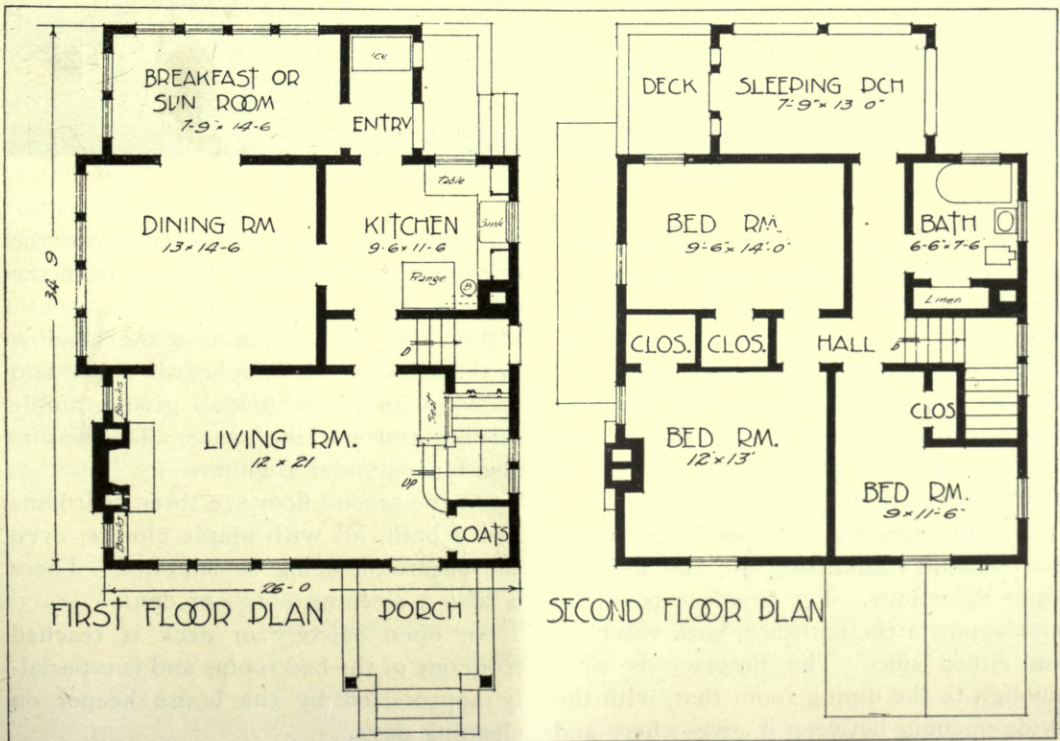 BREAKFAST OR
SUN ROOM
7-9" x 14-6
Ice
ENTRY
DINING RM
13 x 14-6
Table
KITCHEN
9-6 x 11-6
Sink
Range
B
34-9
D
Books
LIVING RM.
12 x 21
Seat
Up
Books
COATS
26-0
FIRST FLOOR PLAN
PORCH
DECK
SLEEPING PCH
7'-9" x 13'0"
BED RM.
9'-6" x 14'-0"
BATH
6-6" x 7-6"
Linen
CLOS.
CLOS.
HALL
D
CLOS
BED RM.
12' x 13'
BED RM.
9 x 11-6"
SECOND FLOOR PLAN